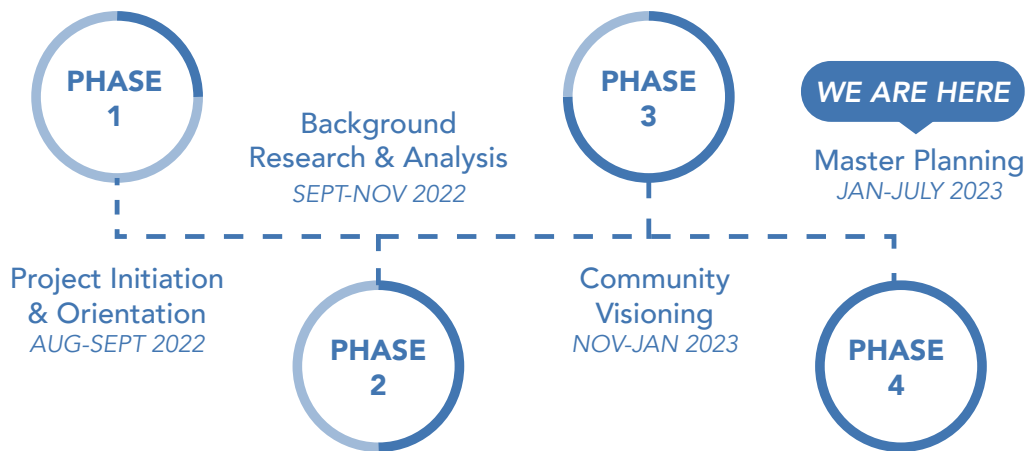 PHASE
1
Project Initiation
& Orientation
AUG-SEPT 2022
Background
Research & Analysis
SEPT-NOV 2022
PHASE
2
PHASE
3
Community
Visioning
NOV-JAN 2023
WE ARE HERE
Master Planning
JAN-JULY 2023
PHASE
4